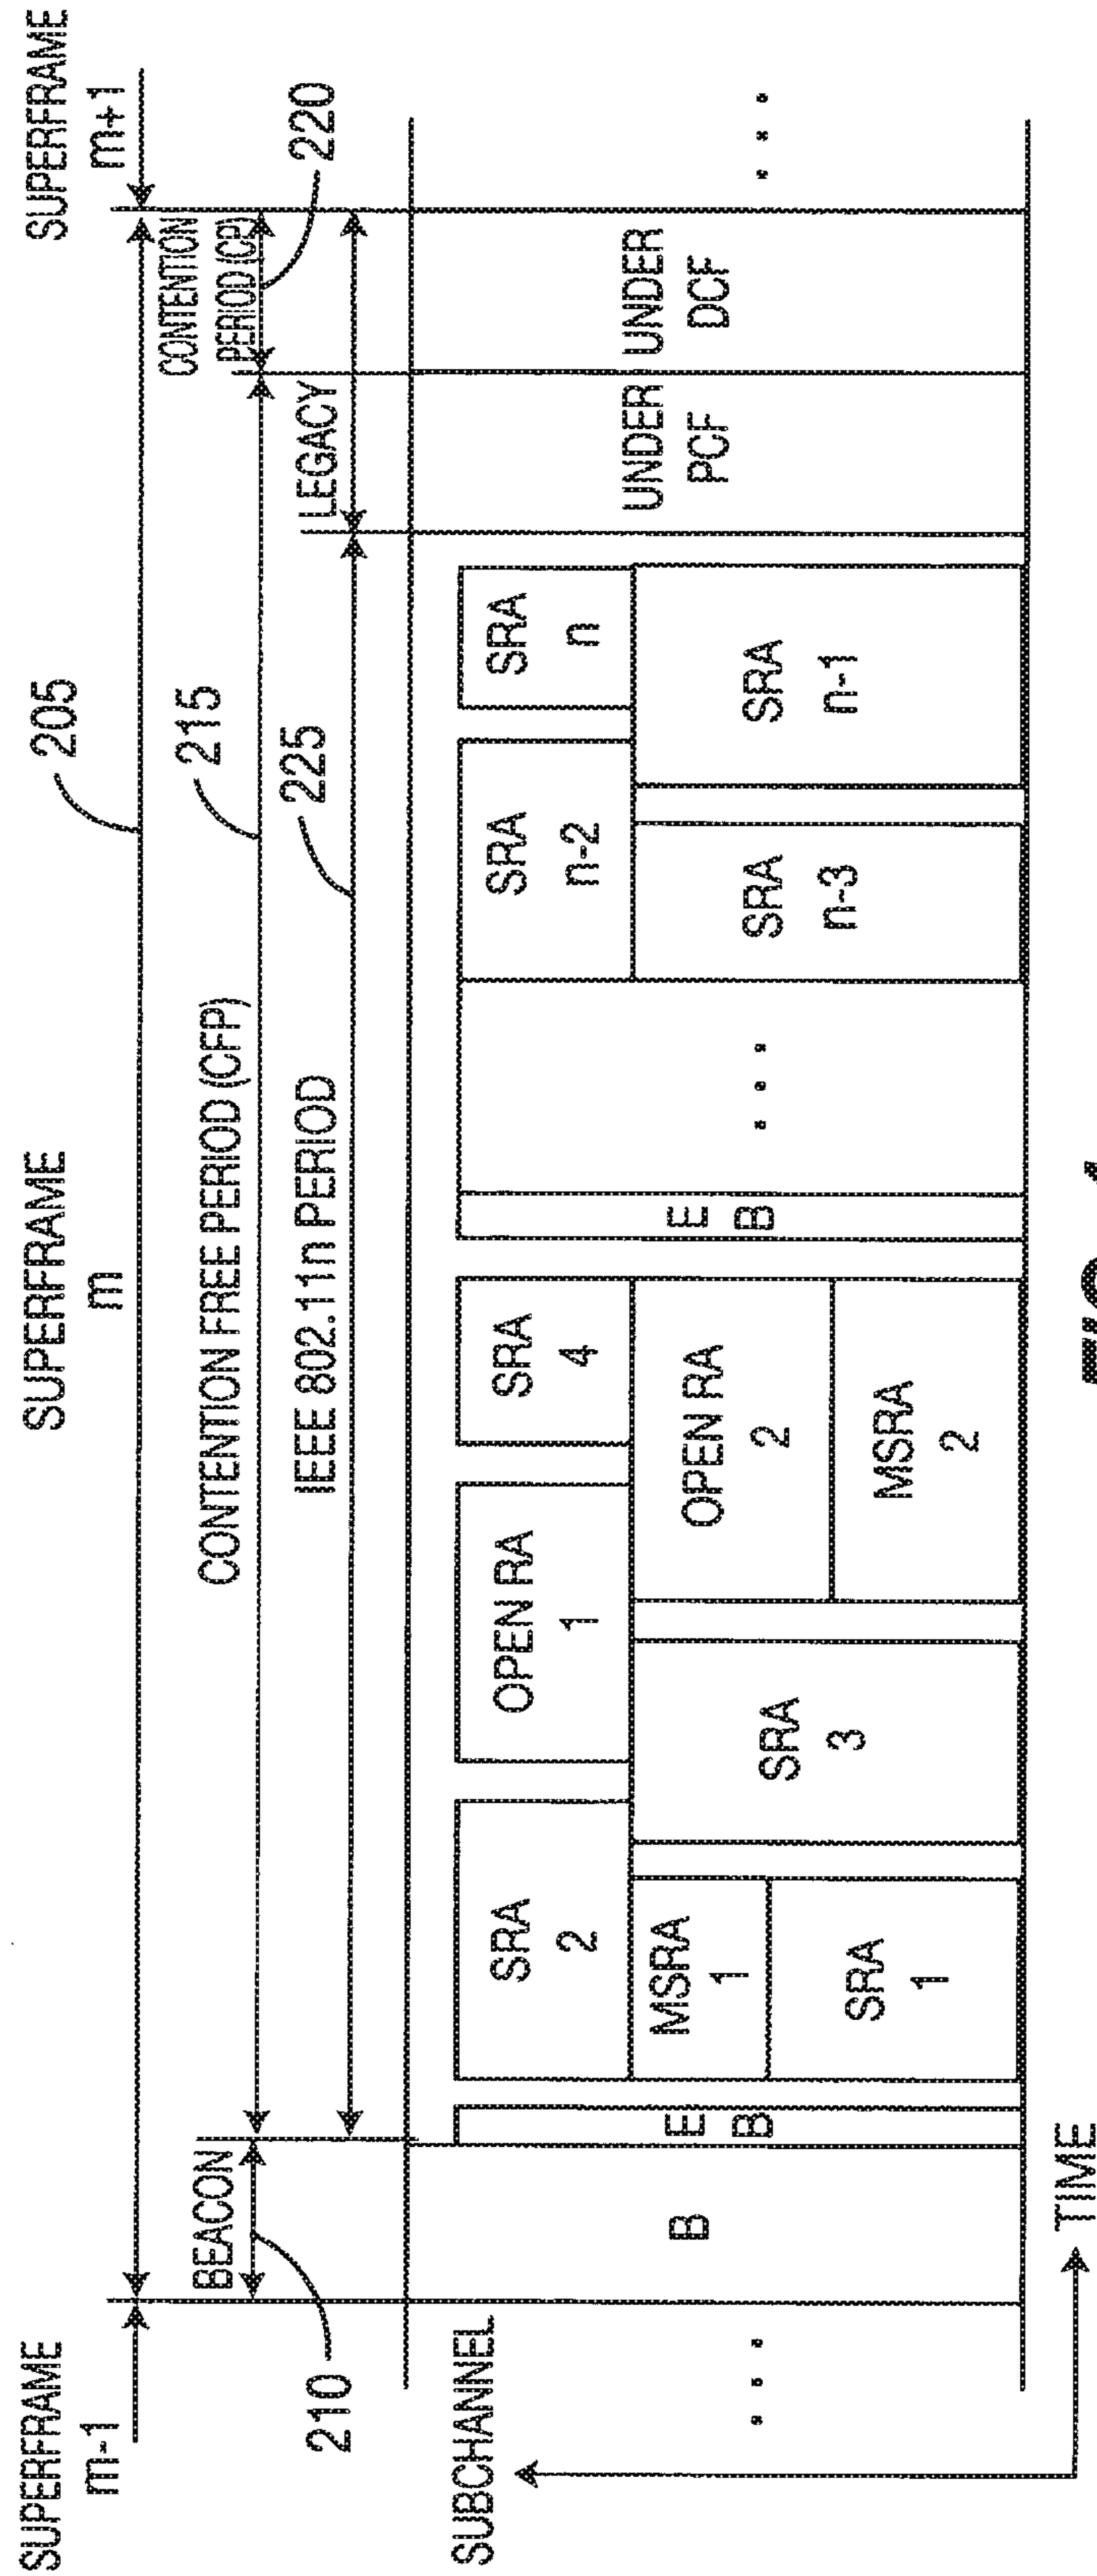 SUPERFRAME
m-1
SUPERFRAME
m
SUPERFRAME
m+1
205
BEACON
210
CONTENTION FREE PERIOD (CFP)
215
CONTENTION
PERIOD (CP)
220
IEEE 802.11n PERIOD
225
LEGACY
SUBCHANNEL
B
E
B
SRA
2
MSRA
1
SRA
1
OPEN RA
1
SRA
3
SRA
4
OPEN RA
2
MSRA
2
E
B
SRA
n-2
SRA
n-3
SRA
n
SRA
n-1
UNDER
PCF
UNDER
DCF
TIME